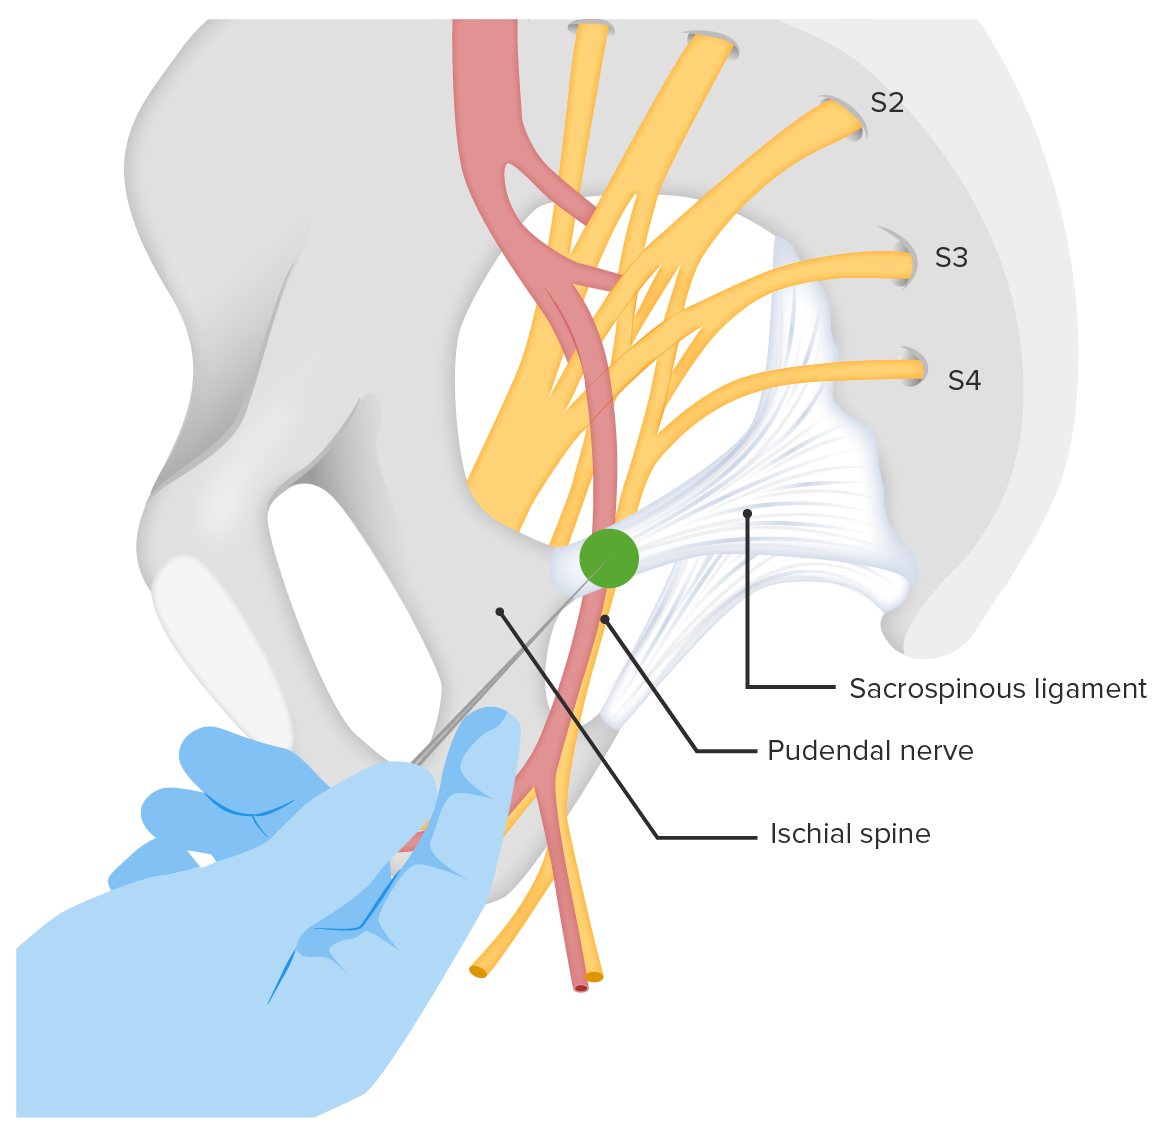 S2
S3
S4
Sacrospinous ligament
Pudendal nerve
Ischial spine